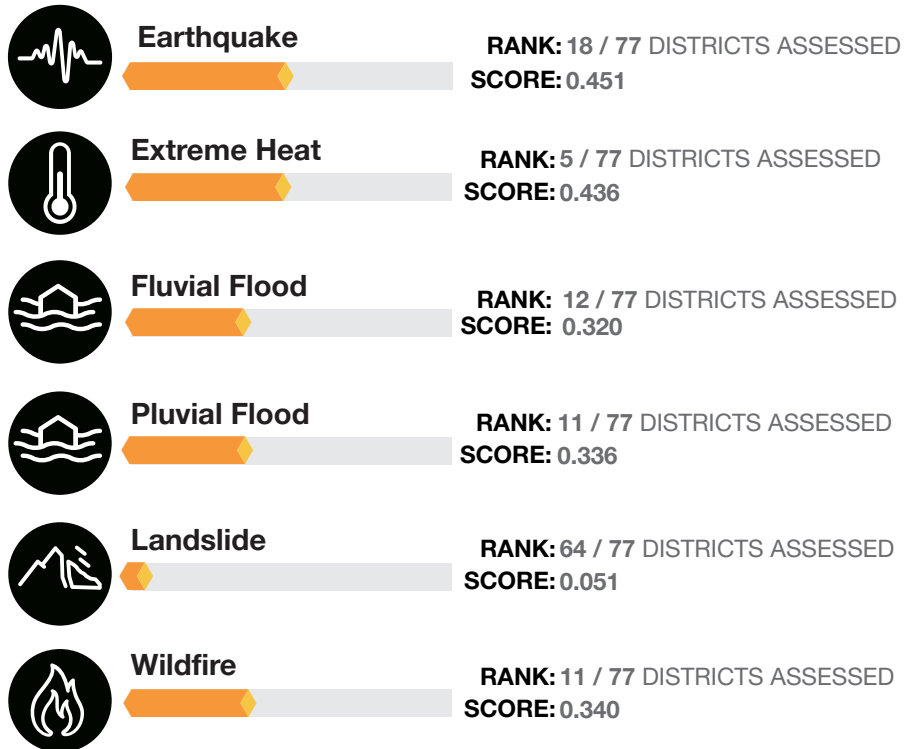 Earthquake
RANK: 18 / 77 DISTRICTS ASSESSED
SCORE: 0.451
Extreme Heat
RANK: 5 / 77 DISTRICTS ASSESSED
SCORE: 0.436
Fluvial Flood
RANK: 12 / 77 DISTRICTS ASSESSED
SCORE: 0.320
Pluvial Flood
RANK: 11 / 77 DISTRICTS ASSESSED
SCORE: 0.336
Landslide
RANK: 64 / 77 DISTRICTS ASSESSED
SCORE: 0.051
Wildfire
RANK: 11 / 77 DISTRICTS ASSESSED
SCORE: 0.340